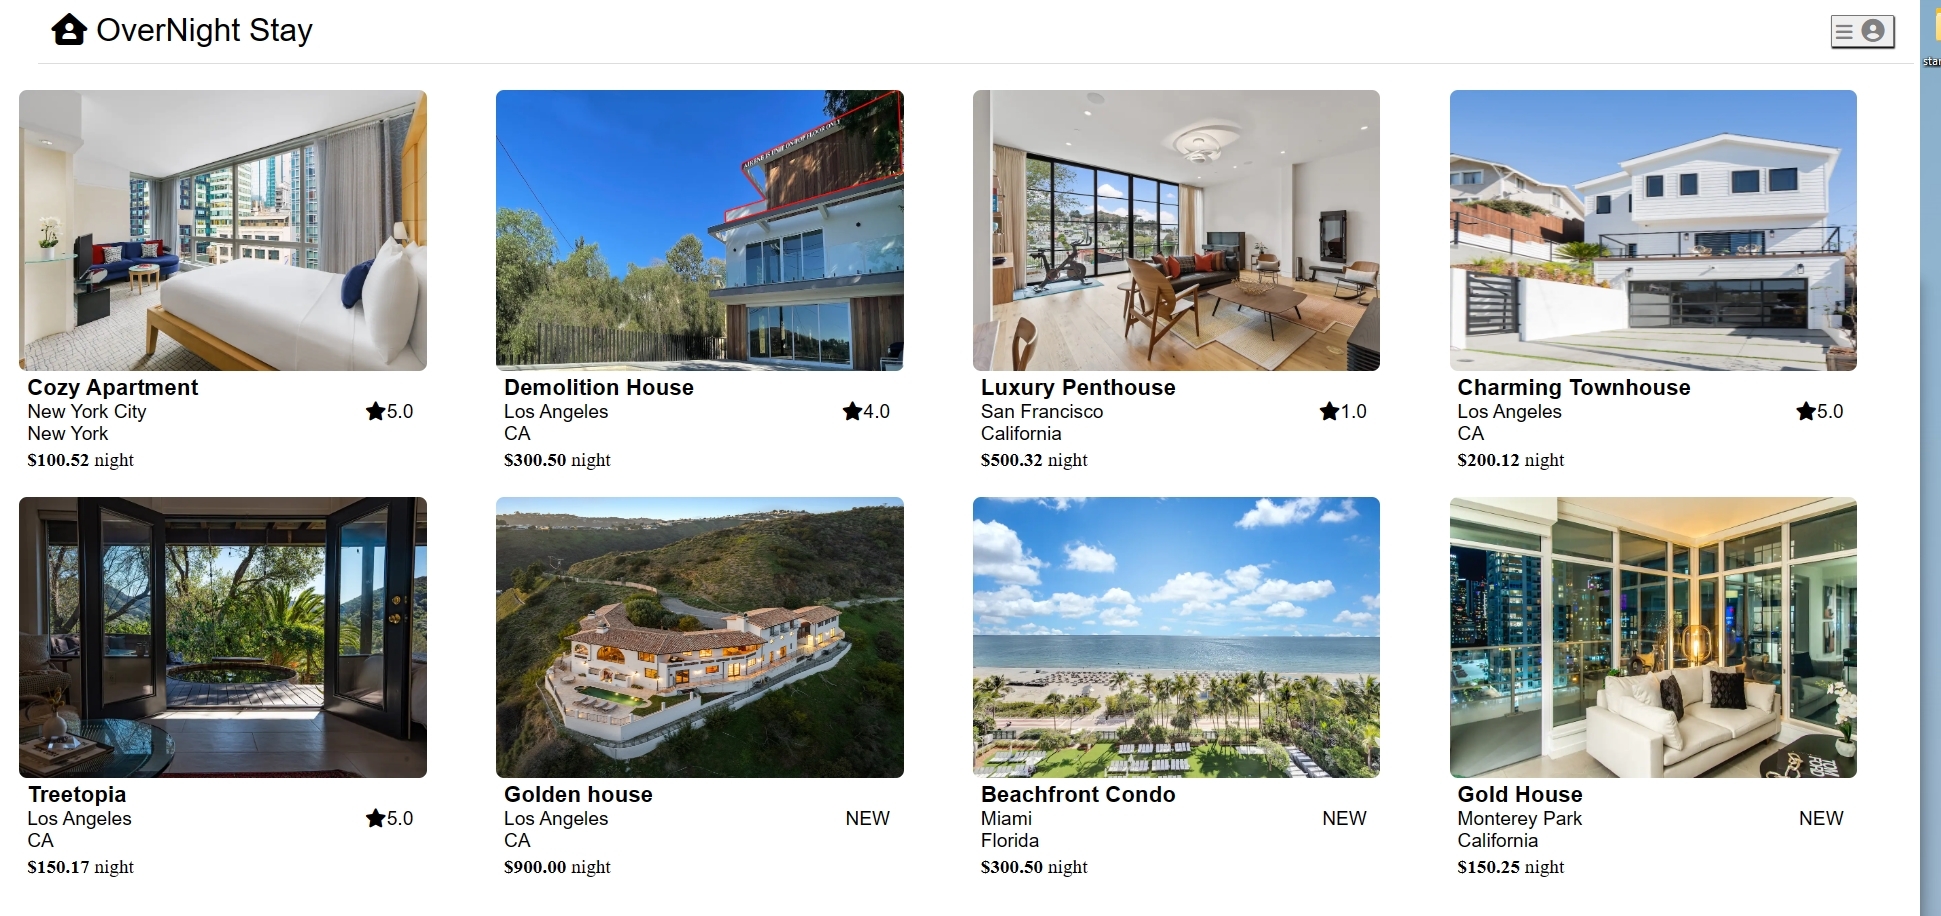 OverNight Stay
star
Cozy Apartment
New York City
5.0
New York
$100.52 night
Demolition House
Los Angeles
4.0
CA
$300.50 night
Luxury Penthouse
San Francisco
1.0
California
$500.32 night
Charming Townhouse
Los Angeles
5.0
CA
$200.12 night
Treetopia
Los Angeles
5.0
CA
$150.17 night
Golden house
Los Angeles
NEW
CA
$900.00 night
Beachfront Condo
Miami
NEW
Florida
$300.50 night
Gold House
Monterey Park
NEW
California
$150.25 night